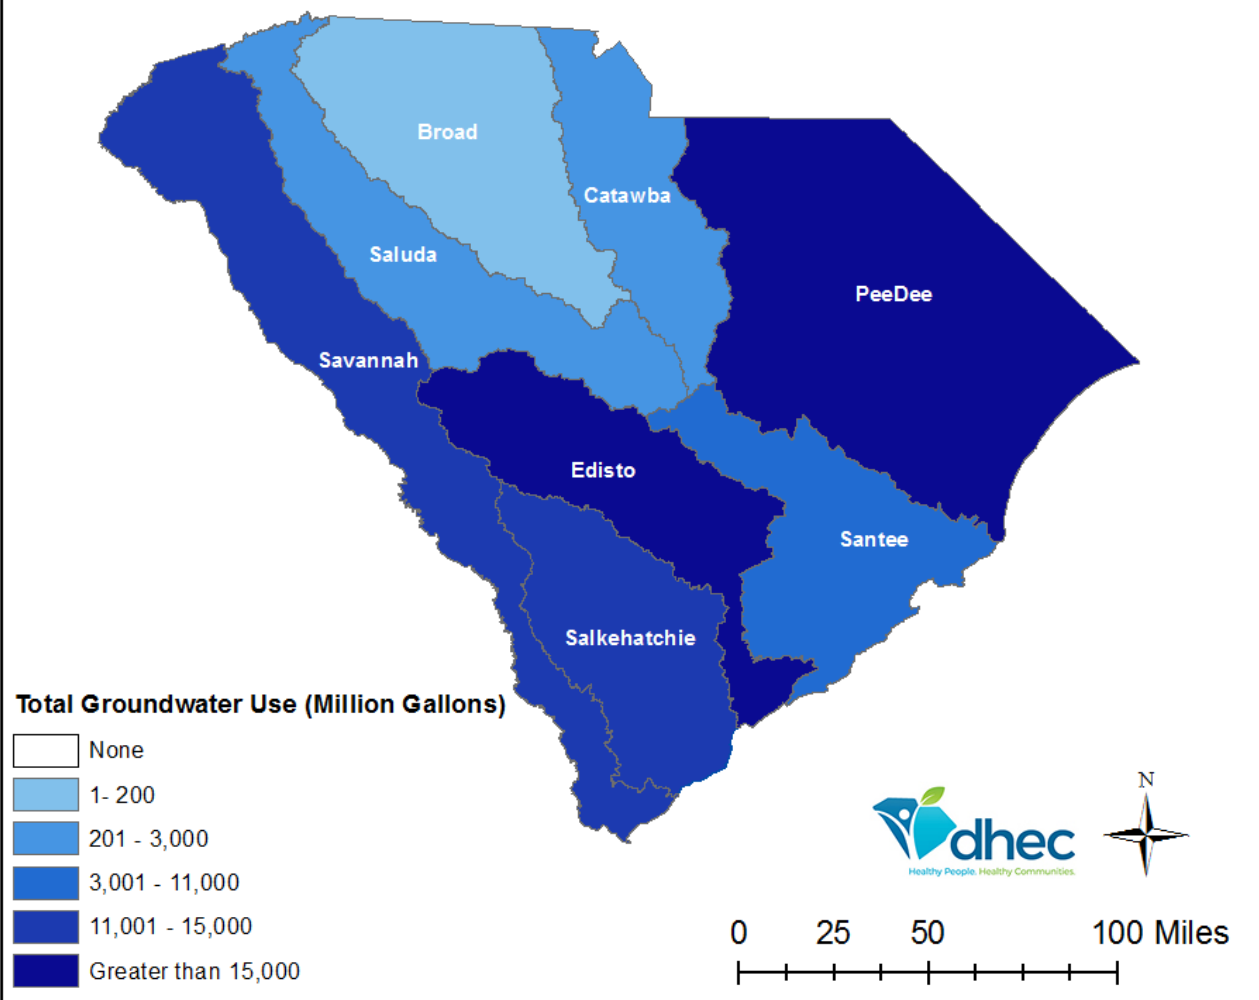 Broad
Catawba
Saluda
PeeDee
Savannah
Edisto
Santee
Salkehatchie
Total Groundwater Use (Million Gallons)
None
1- 200
201 - 3,000
3,001 - 11,000
11,001 - 15,000
Greater than 15,000
dhec
Healthy People. Healthy Communities.
N
0 25 50 100 Miles